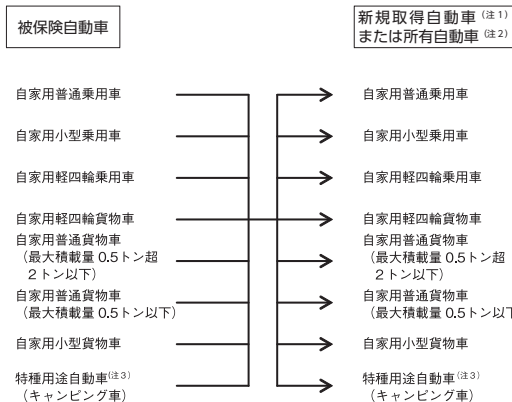 被保険自動車
新規取得自動車(注1)
または所有自動車(注2)
自家用普通乗用車
自家用小型乗用車
自家用軽四輪乗用車
自家用軽四輪貨物車
自家用普通貨物車
(最大積載量0.5トン超
2トン以下)
自家用普通貨物車
(最大積載量0.5トン以下)
自家用小型貨物車
特種用途自動車(注3)
(キャンピング車)
自家用普通乗用車
自家用小型乗用車
自家用軽四輪乗用車
自家用軽四輪貨物車
自家用普通貨物車
(最大積載量0.5トン超
2トン以下)
自家用普通貨物車
(最大積載量0.5トン以下
自家用小型貨物車
特種用途自動車(注3)
(キャンピング車)